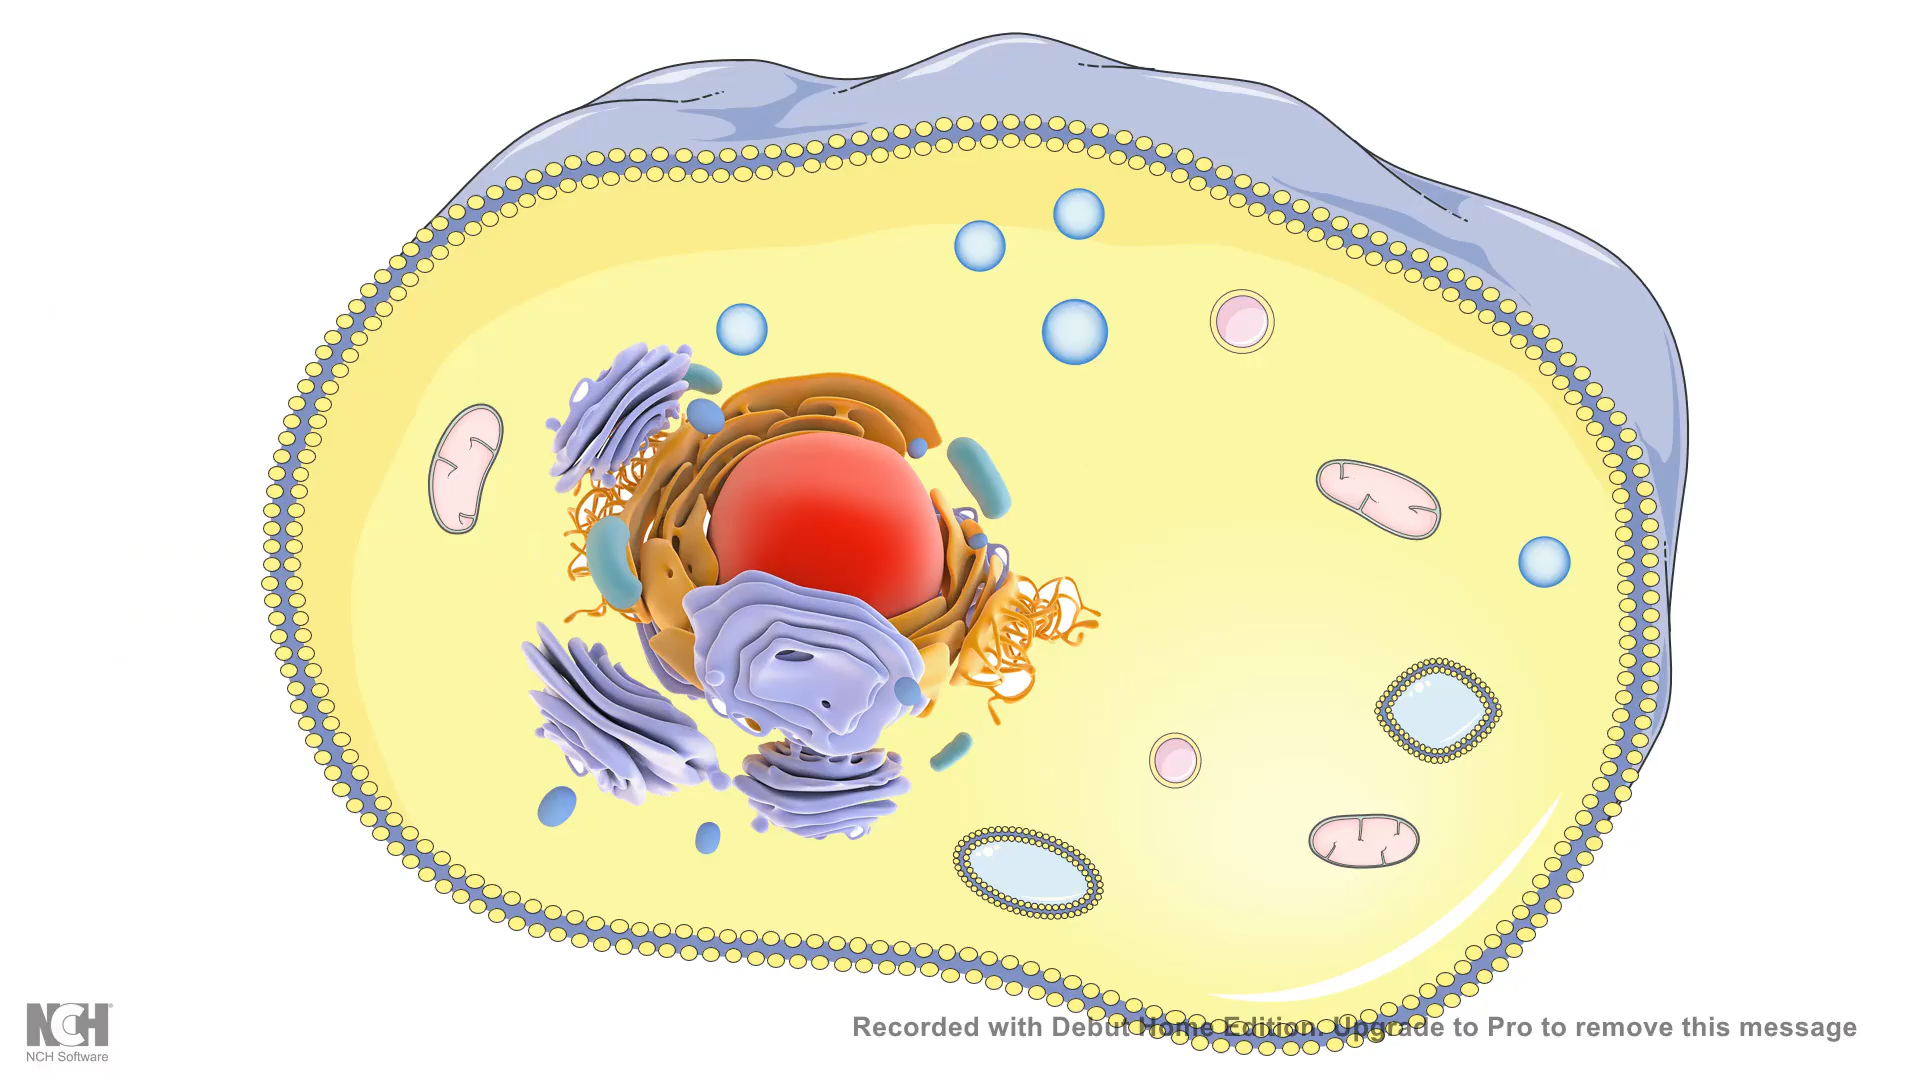 NCH®
NCH Software
Recorded with Debut Home Edition. Upgrade to Pro to remove this message